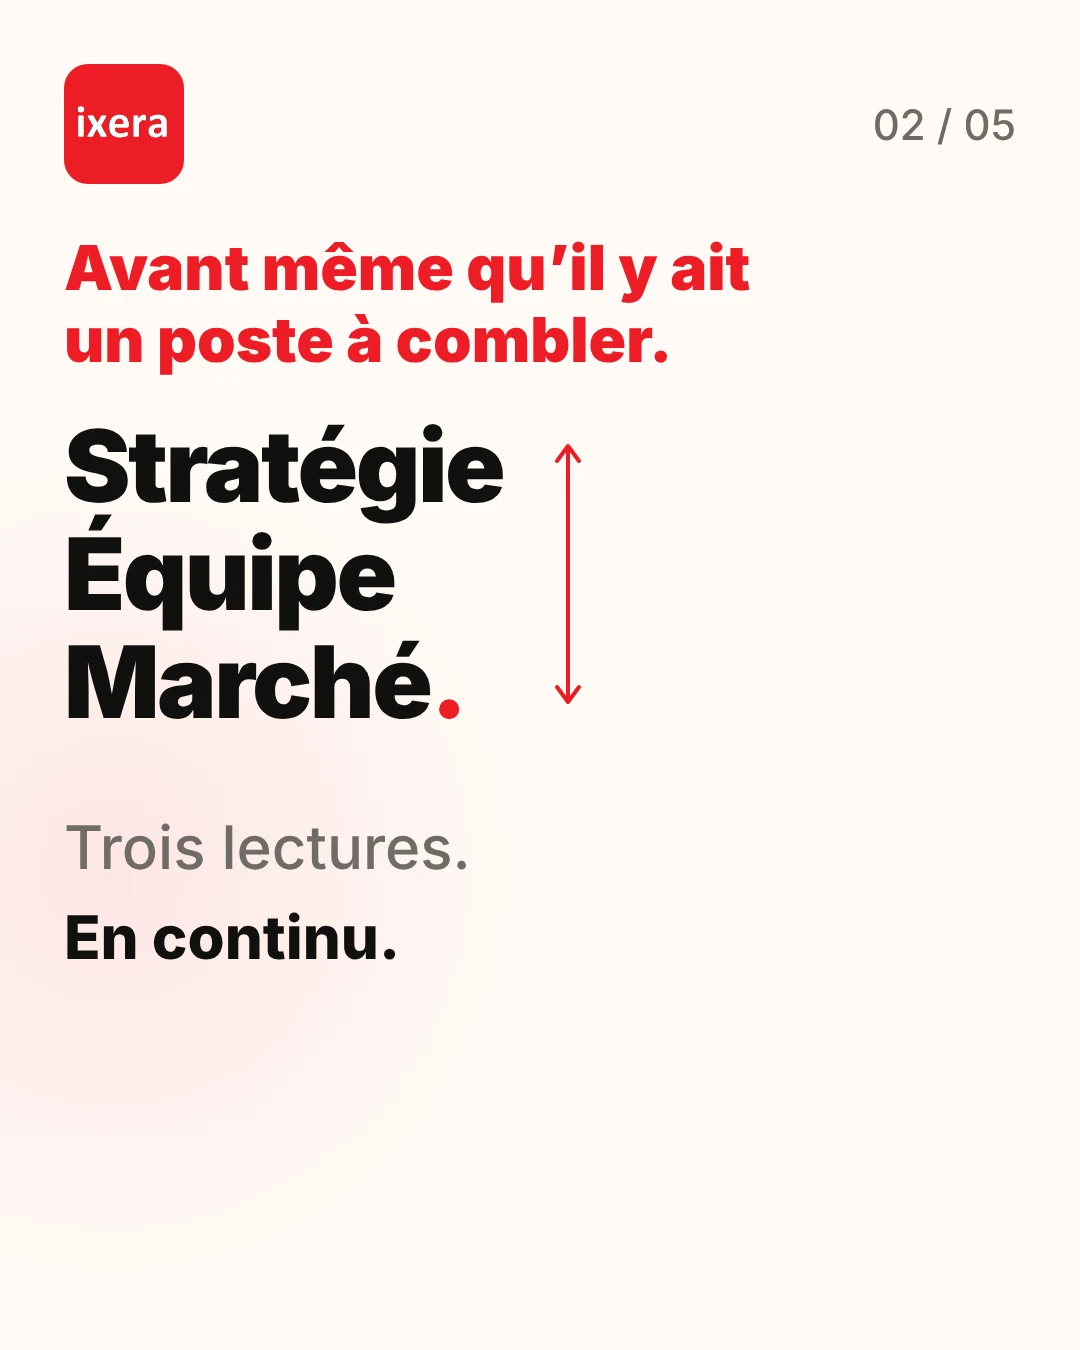 ixera
02 / 05
Avant même qu’il y ait
un poste à combler.
Stratégie
Équipe
Marché.
Trois lectures.
En continu.